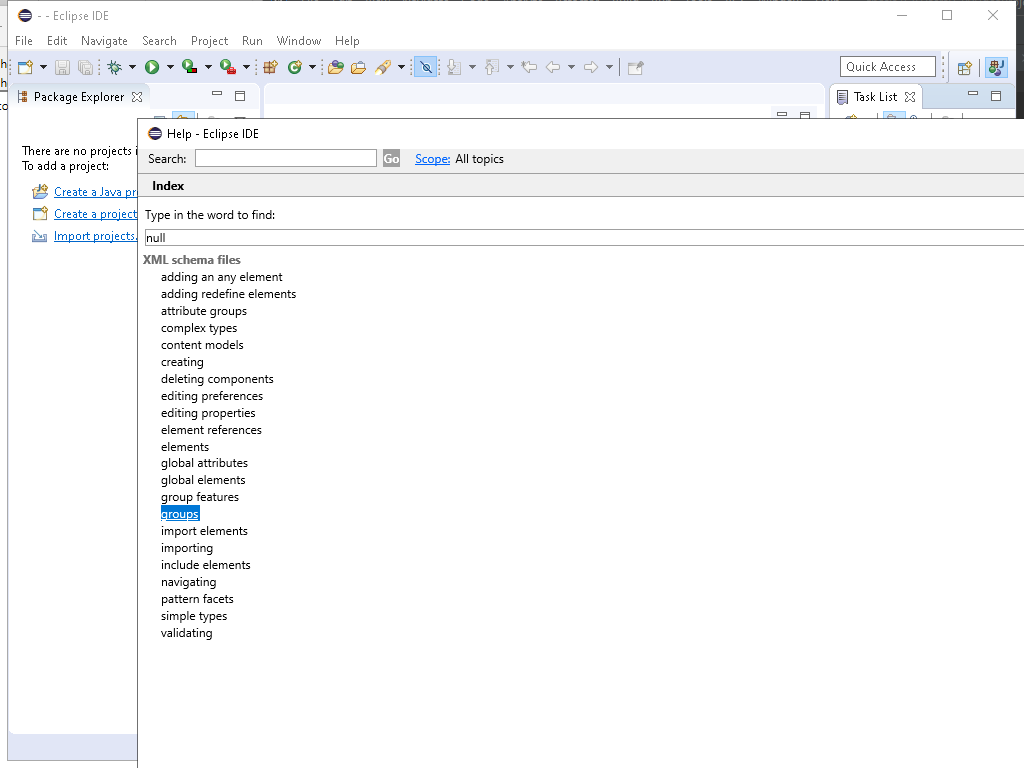 - - Eclipse IDE
File Edit Navigate Search Project Run Window Help
Quick Access
Package Explorer
Task List
Help - Eclipse IDE
There are no projects i
To add a project:
Create a Java pr
Create a project
Import projects.
Search: Go Scope: All topics
Index
Type in the word to find:
null
XML schema files
adding an any element
adding redefine elements
attribute groups
complex types
content models
creating
deleting components
editing preferences
editing properties
element references
elements
global attributes
global elements
group features
groups
import elements
importing
include elements
navigating
pattern facets
simple types
validating